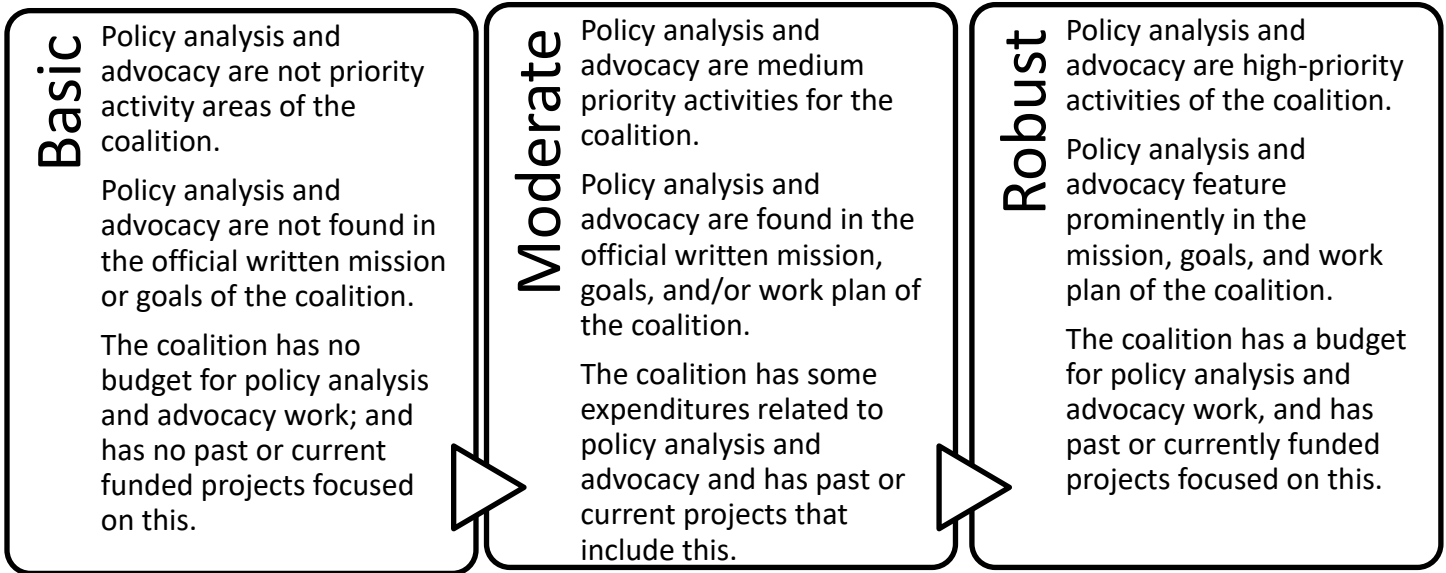 Basic
Policy analysis and
advocacy are not priority
activity areas of the
coalition.
Policy analysis and
advocacy are not found in
the official written mission
or goals of the coalition.
The coalition has no
budget for policy analysis
and advocacy work; and
has no past or current
funded projects focused
on this.
Moderate
Policy analysis and
advocacy are medium
priority activities for the
coalition.
Policy analysis and
advocacy are found in the
official written mission,
goals, and/or work plan of
the coalition.
The coalition has some
expenditures related to
policy analysis and
advocacy and has past or
current projects that
include this.
Robust
Policy analysis and
advocacy are high-priority
activities of the coalition.
Policy analysis and
advocacy feature
prominently in the
mission, goals, and work
plan of the coalition.
The coalition has a budget
for policy analysis and
advocacy work, and has
past or currently funded
projects focused on this.